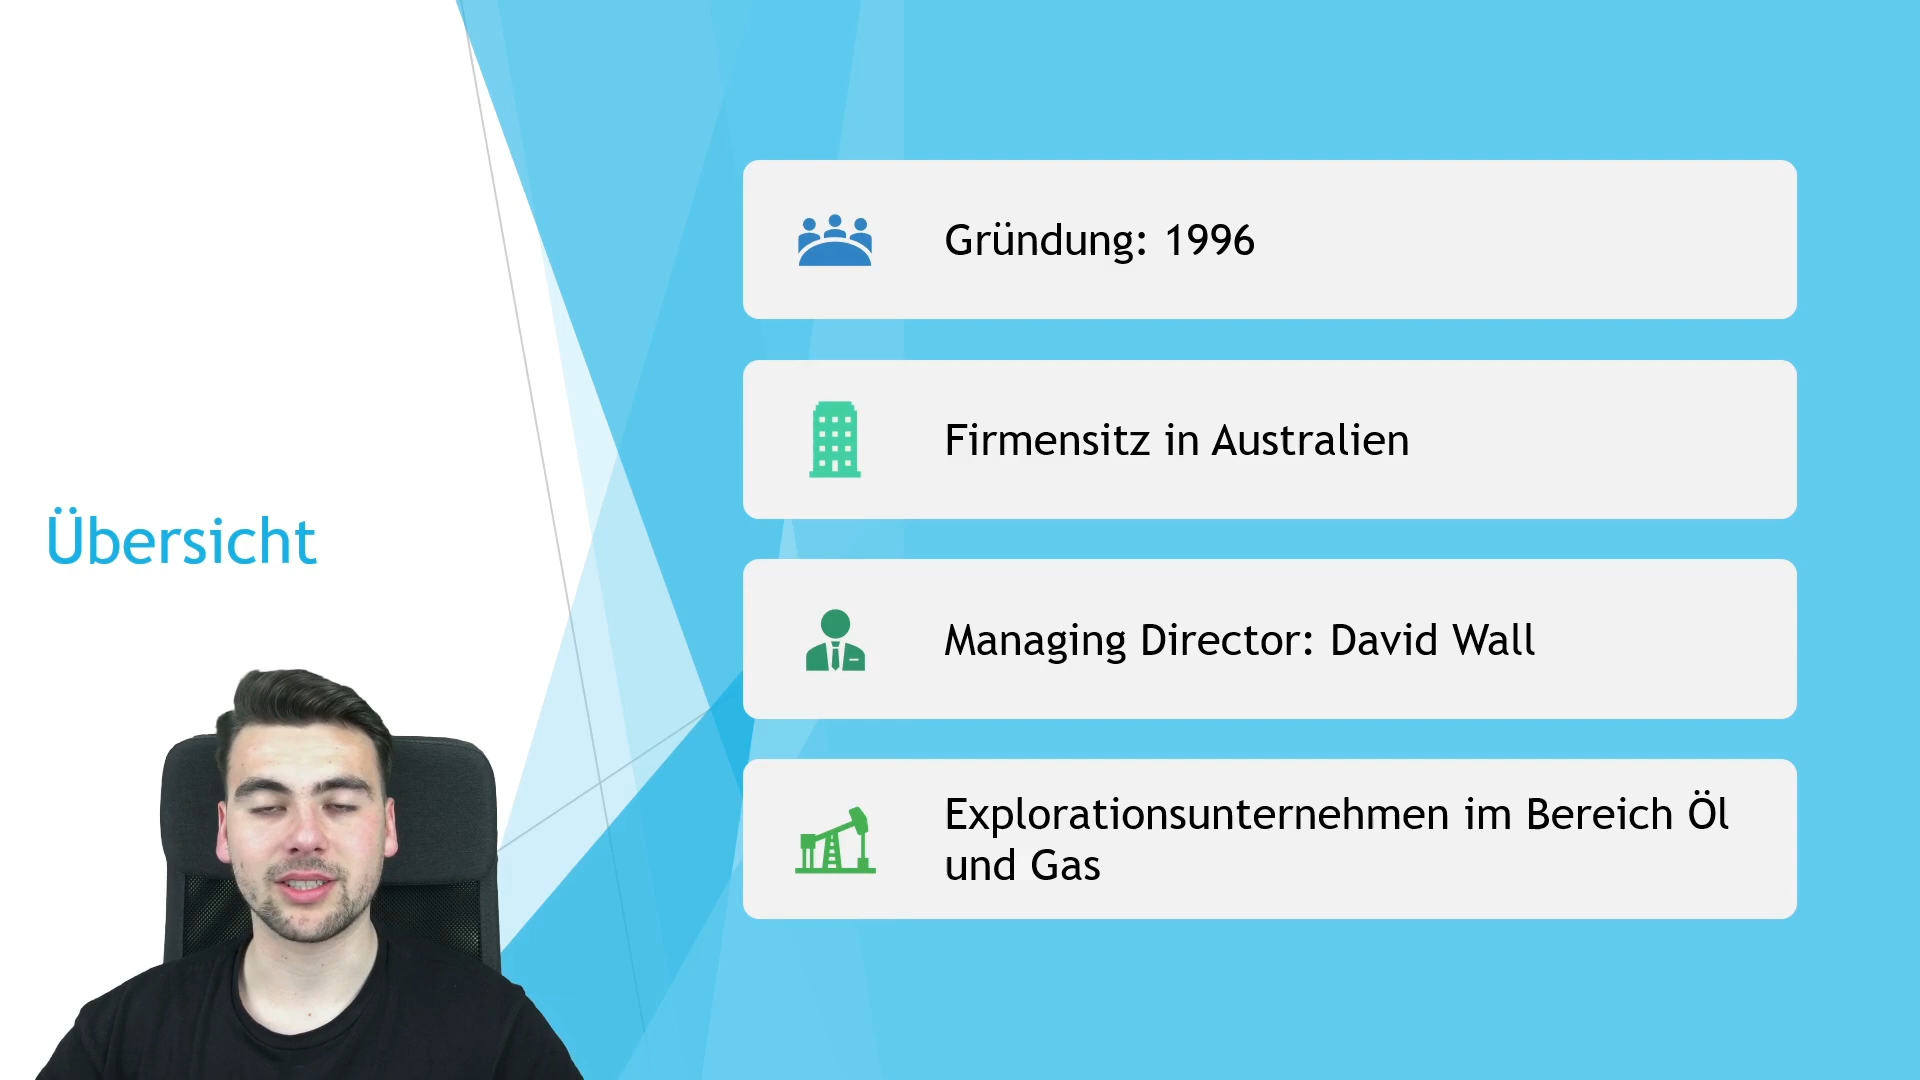 Übersicht
Gründung: 1996
Firmensitz in Australien
Managing Director: David Wall
Explorationsunternehmen im Bereich Öl
und Gas